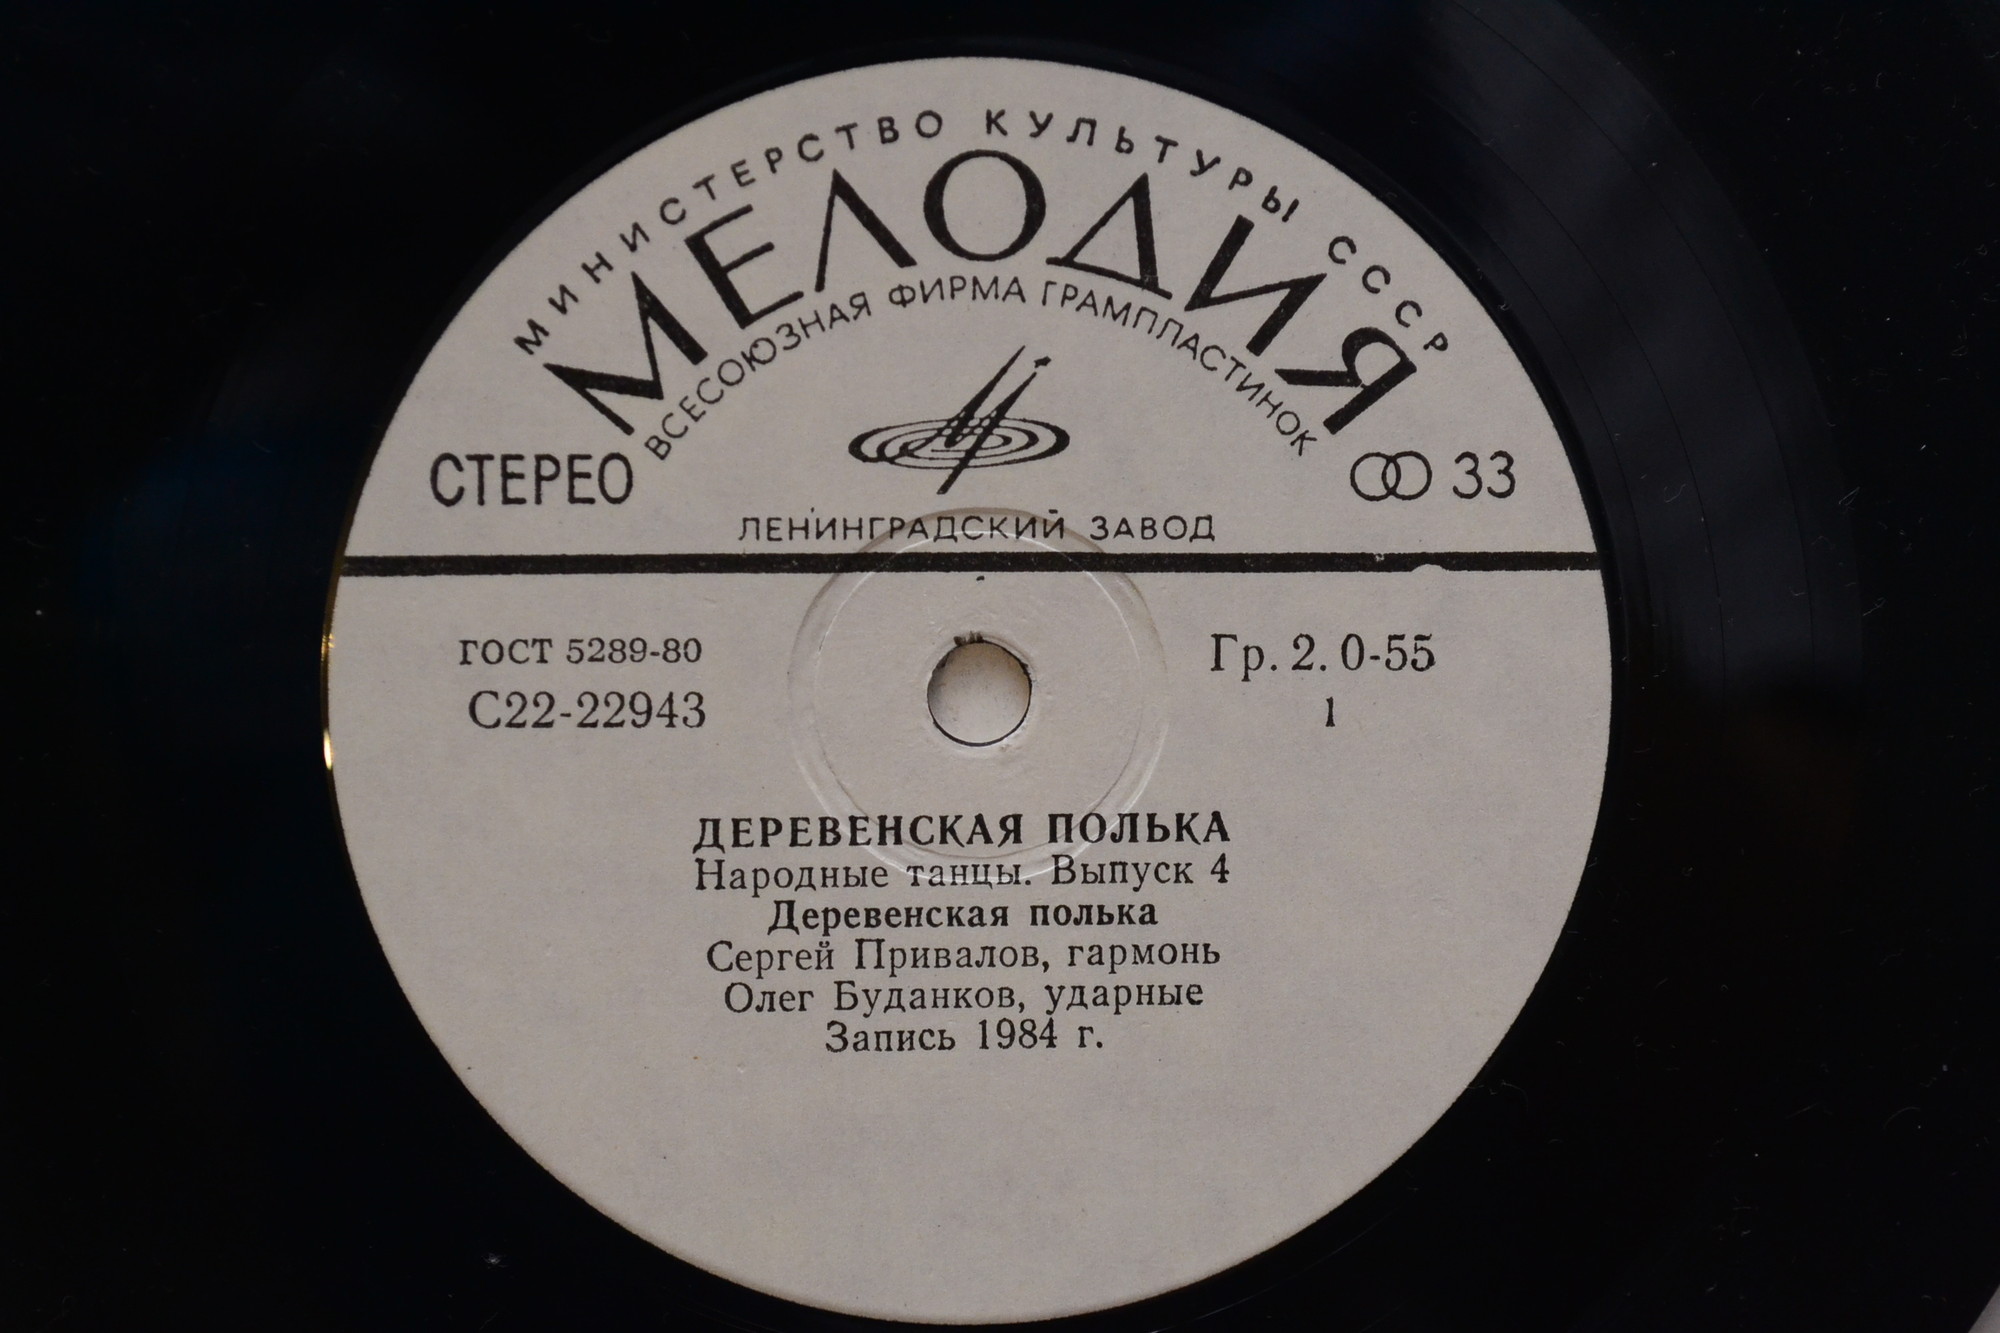 МИНИСТЕРСТВО КУЛЬТУРЫ СССР
МЕЛОДИЯ
ВСЕСОЮЗНАЯ ФИРМА ГРАМПЛАСТИНОК
СТЕРЕО
33
ЛЕНИНГРАДСКИЙ ЗАВОД
ГОСТ 5289-80
Гр. 2. 0-55
С22-22943
1
ДЕРЕВЕНСКАЯ ПОЛЬКА
Народные танцы. Выпуск 4
Деревенская полька
Сергей Привалов, гармонь
Олег Буданков, ударные
Запись 1984 г.